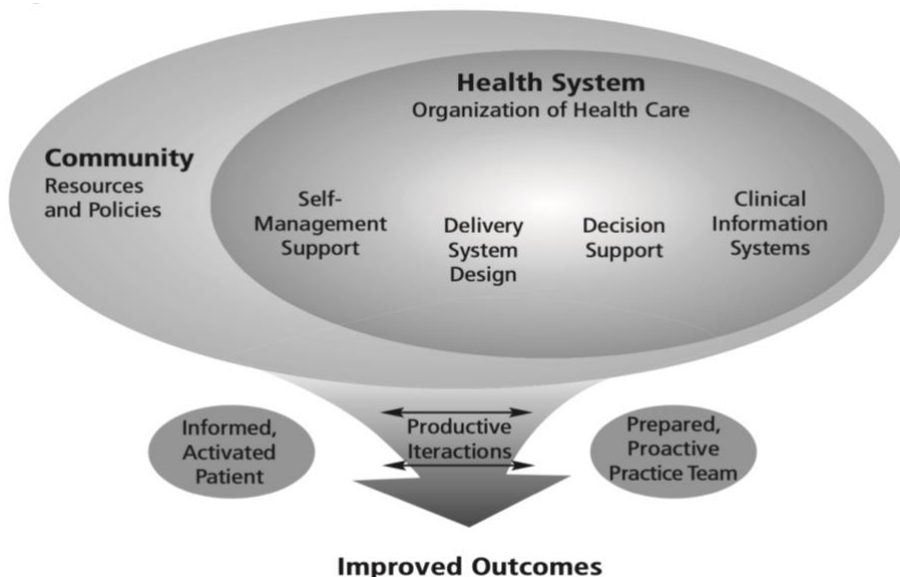 Health System
Organization of Health Care
Community
Resources
and Policies
Self-
Management
Support
Delivery
System
Design
Decision
Support
Clinical
Information
Systems
Informed,
Activated
Patient
Productive
Iteractions
Prepared,
Proactive
Practice Team
Improved Outcomes